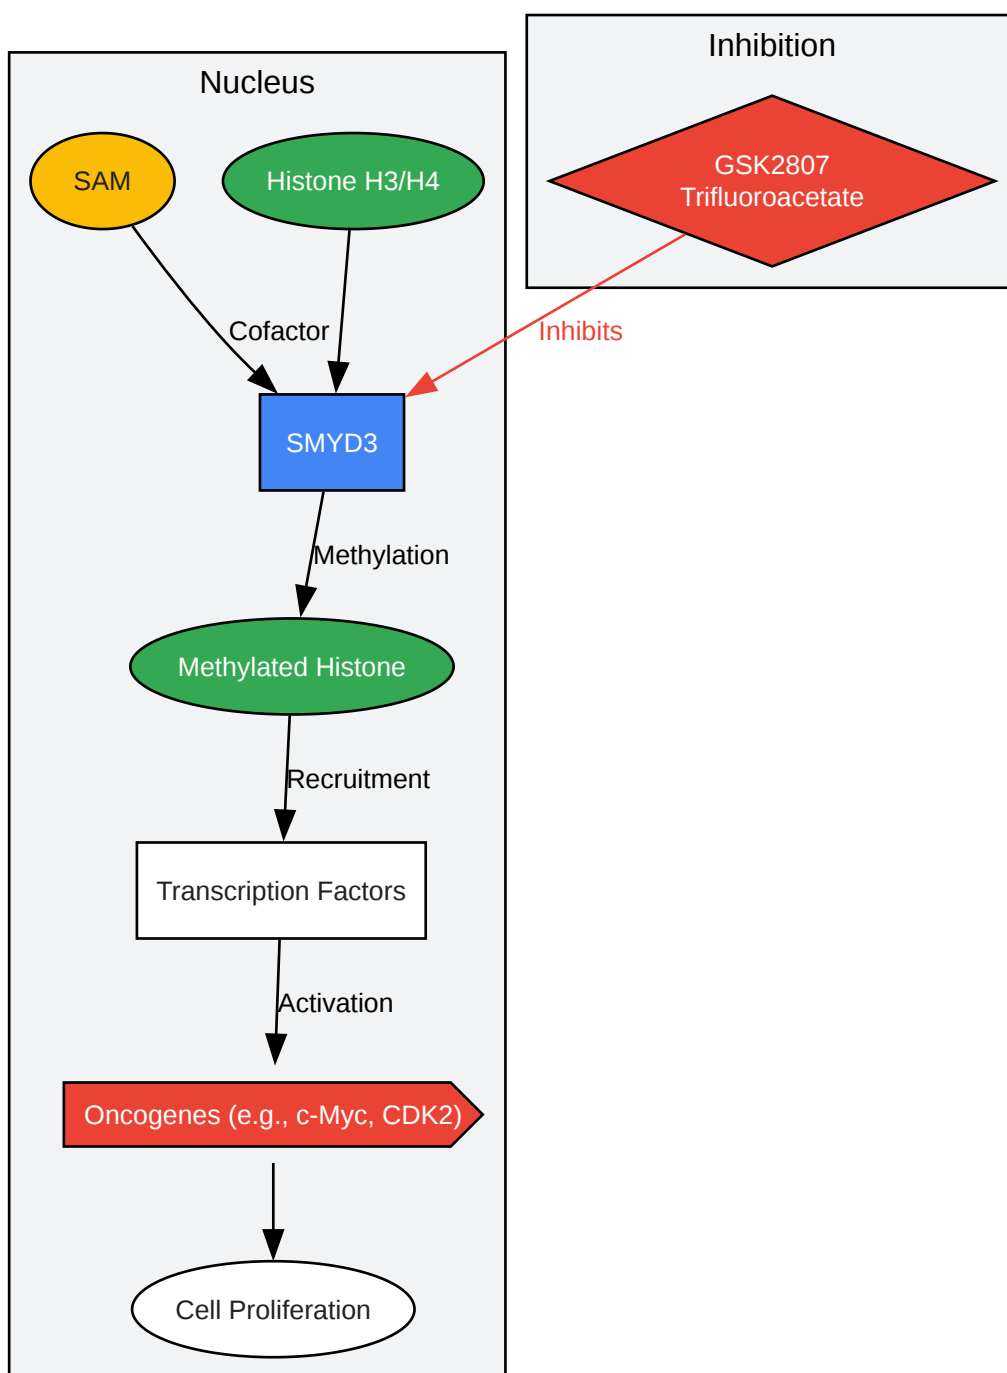 Inhibition
Nucleus
GSK2807
Trifluoroacetate
SAM
Histone H3/H4
Cofactor
Inhibits
SMYD3
Methylation
Methylated Histone
Recruitment
Transcription Factors
Activation
Oncogenes (e.g., c-Myc, CDK2)
Cell Proliferation